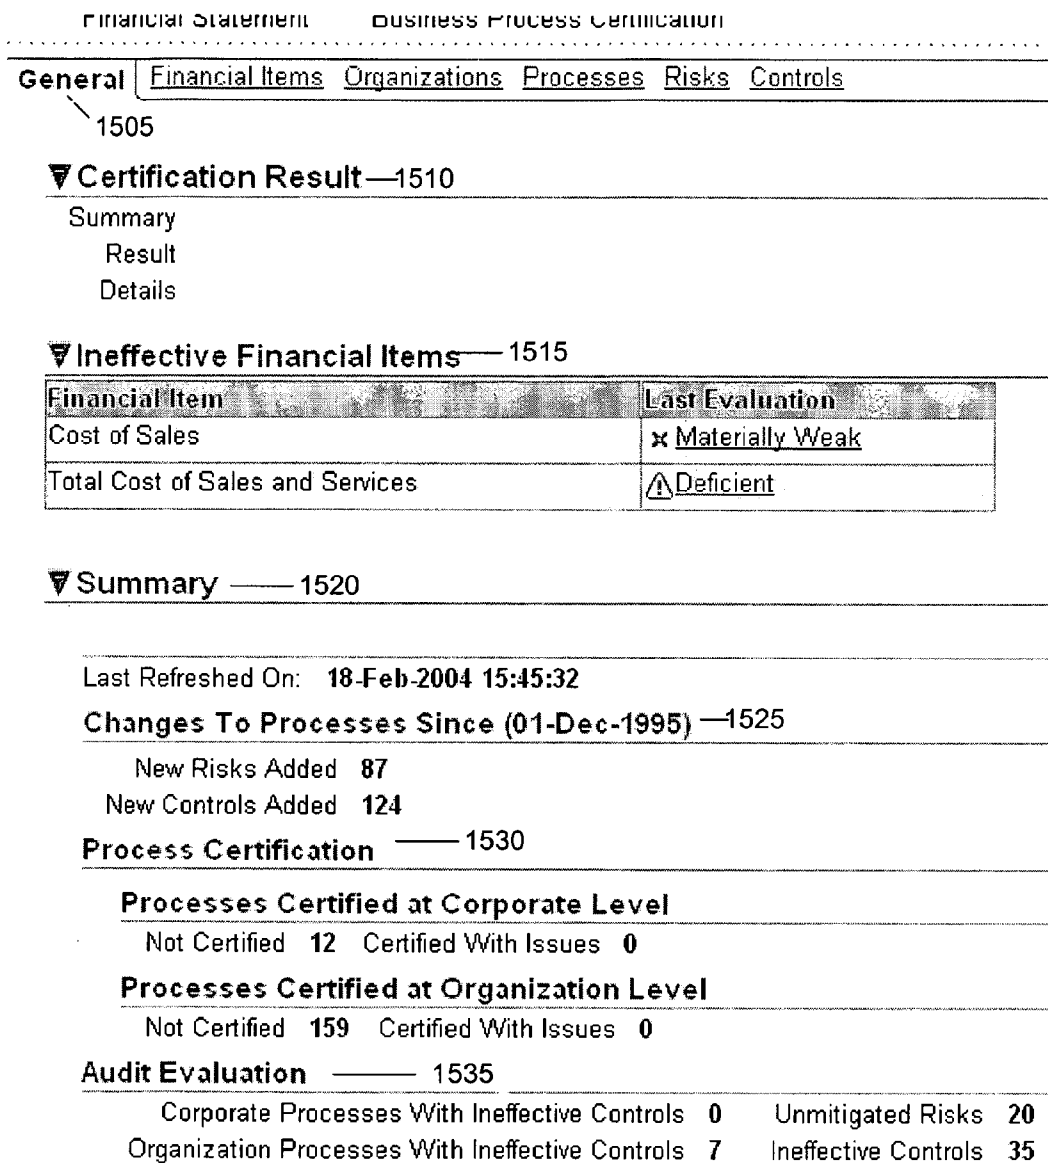 Financial Statement Business Process Certification
General Financial Items Organizations Processes Risks Controls
1505
Certification Result 1510
Summary
Result
Details
Ineffective Financial Items 1515
Financial Item Last Evaluation
Cost of Sales Materially Weak
Total Cost of Sales and Services Deficient
Summary 1520
Last Refreshed On: 18-Feb-2004 15:45:32
Changes To Processes Since (01-Dec-1995) 1525
New Risks Added 87
New Controls Added 124
Process Certification 1530
Processes Certified at Corporate Level
Not Certified 12 Certified With Issues 0
Processes Certified at Organization Level
Not Certified 159 Certified With Issues 0
Audit Evaluation 1535
Corporate Processes With Ineffective Controls 0 Unmitigated Risks 20
Organization Processes With Ineffective Controls 7 Ineffective Controls 35